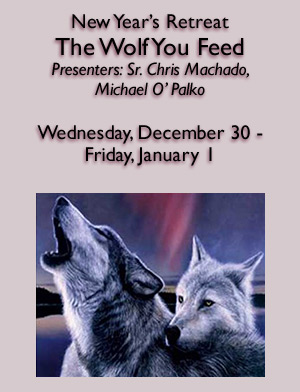 New Year's Retreat
The Wolf You Feed
Presenters: Sr. Chris Machado,
Michael O' Palko
Wednesday, December 30 -
Friday, January 1